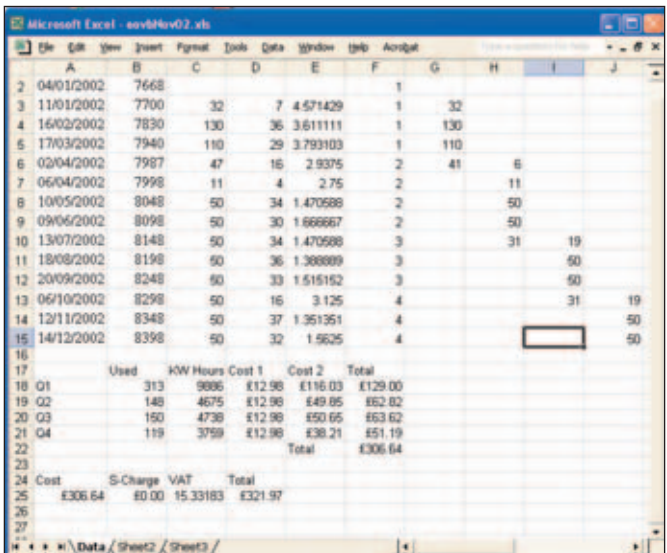 Microsoft Excel - eovbNov02.xls
File Edit View Insert Format Tools Data Window Help Acrobat
A B C D E F G H I J
2 04/01/2002 7668 1
3 11/01/2002 7700 32 7 4.571429 1 32
4 16/02/2002 7830 130 36 3.611111 1 130
5 17/03/2002 7940 110 29 3.793103 1 110
6 02/04/2002 7987 47 16 2.9375 2 41 6
7 06/04/2002 7998 11 4 2.75 2 11
8 10/05/2002 8048 50 34 1.470588 2 50
9 09/06/2002 8098 50 30 1.666667 2 50
10 13/07/2002 8148 50 34 1.470588 3 31 19
11 18/08/2002 8198 50 36 1.388889 3 50
12 20/09/2002 8248 50 33 1.515152 3 50
13 06/10/2002 8298 50 16 3.125 4 31 19
14 12/11/2002 8348 50 37 1.351351 4 50
15 14/12/2002 8398 50 32 1.5625 4 50
16
17 Used KW Hours Cost 1 Cost 2 Total
18 Q1 313 9886 £12.98 £116.03 £129.00
19 Q2 148 4675 £12.98 £49.85 £62.82
20 Q3 150 4738 £12.98 £50.65 £63.62
21 Q4 119 3759 £12.98 £38.21 £51.19
22 Total £306.64
23
24 Cost S-Charge VAT Total
25 £306.64 £0.00 15.33183 £321.97
26
27
Data / Sheet2 / Sheet3 /